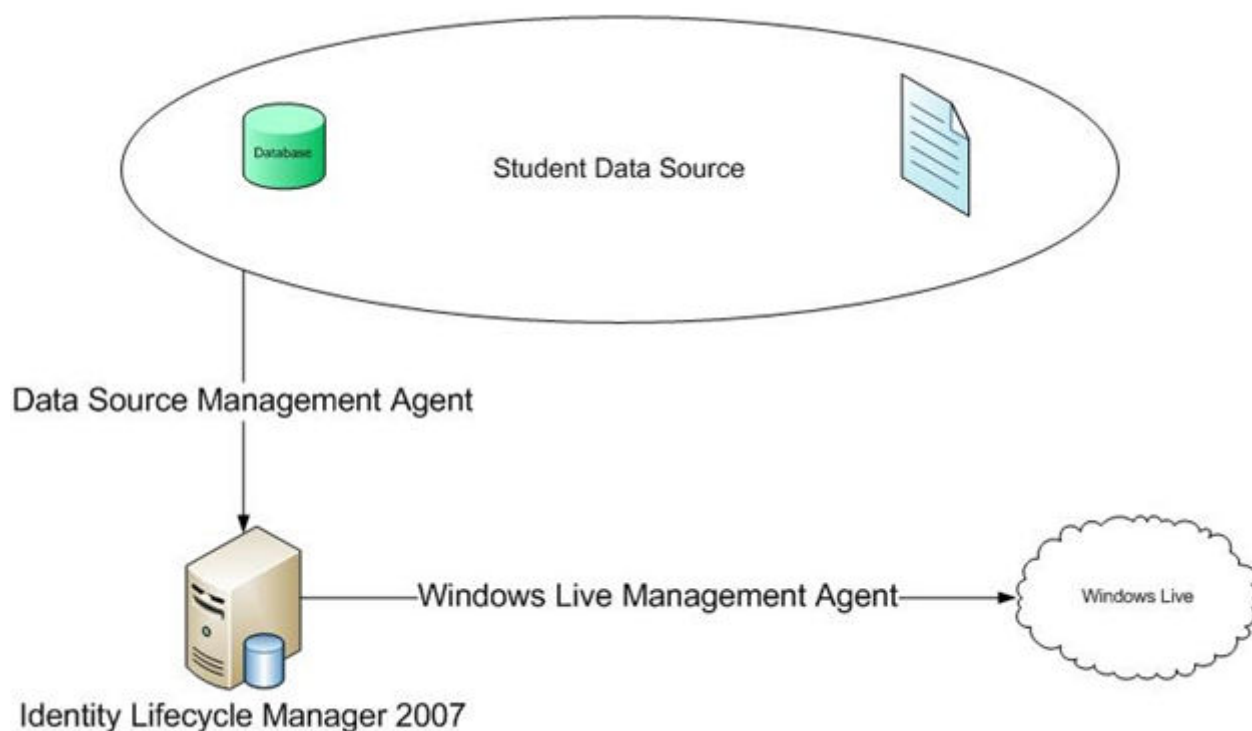 Database
Student Data Source
Data Source Management Agent
Windows Live Management Agent
Windows Live
Identity Lifecycle Manager 2007